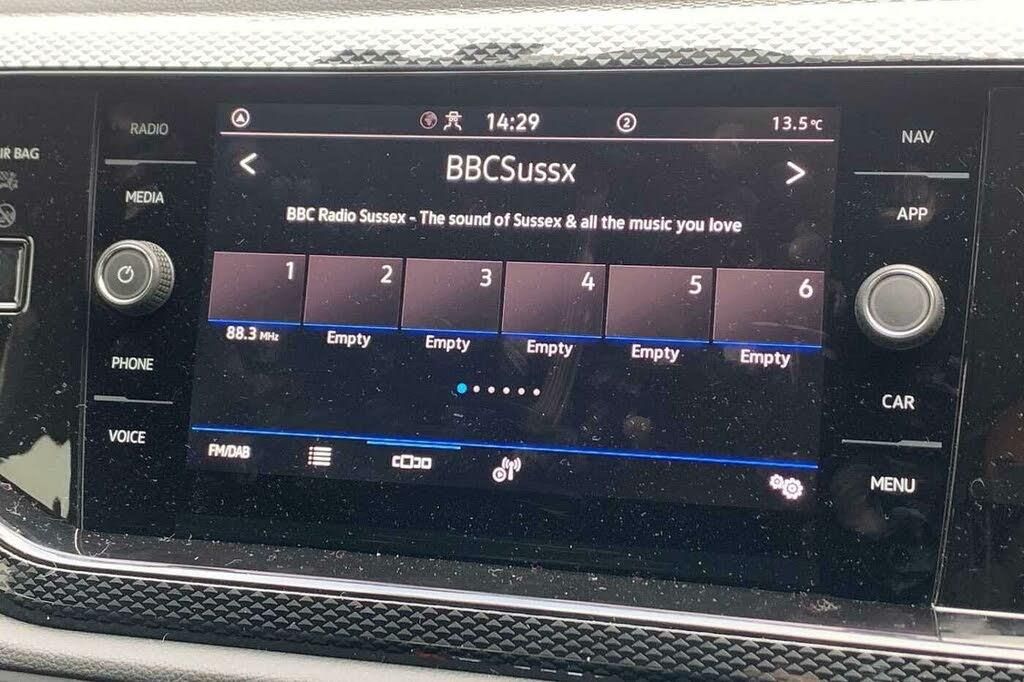 RADIO
MEDIA
PHONE
VOICE
14:29
2
13.5°C
BBCSussx
BBC Radio Sussex - The sound of Sussex & all the music you love
1 2 3 4 5 6
88.3 MHz Empty Empty Empty Empty Empty
FM/DAB
NAV
APP
CAR
MENU